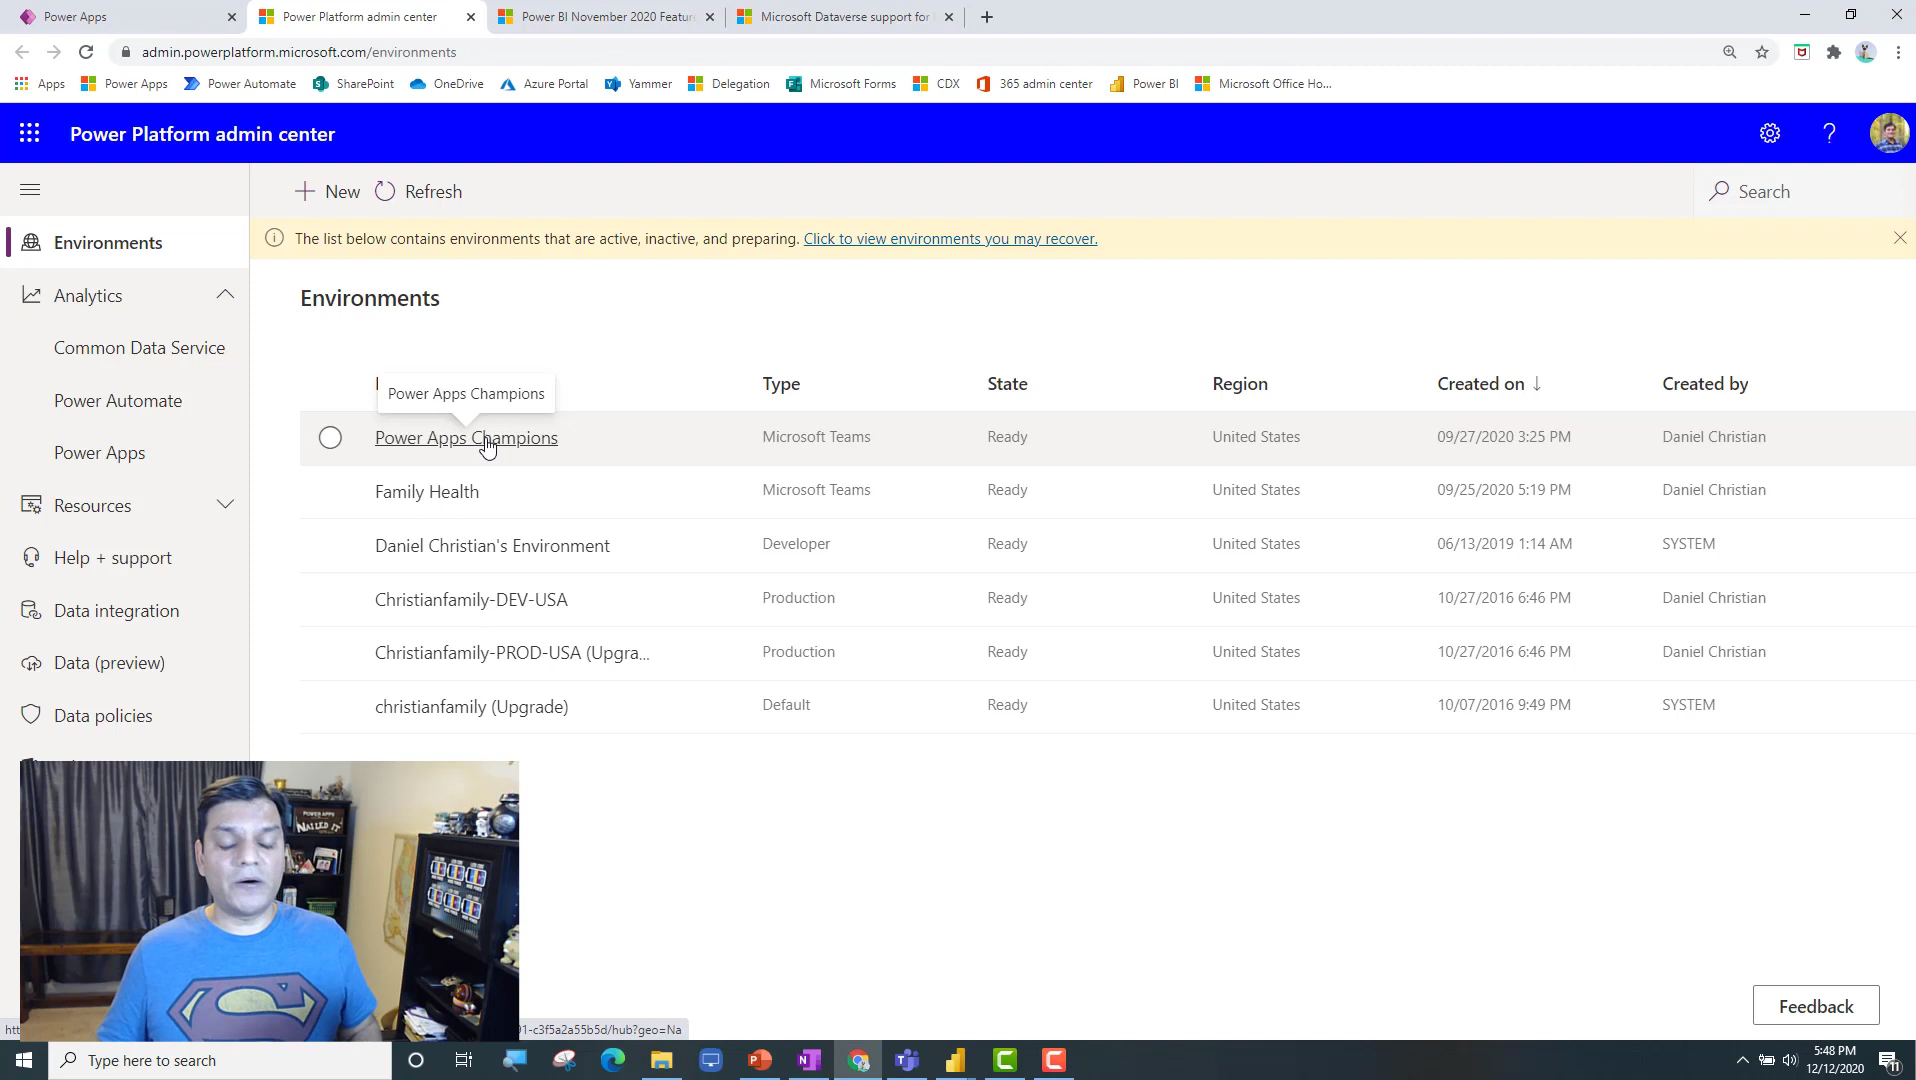 Power Apps
Power Platform admin center
Power BI November 2020 Featur
Microsoft Dataverse support for
admin.powerplatform.microsoft.com/environments
Apps
Power Apps
Power Automate
SharePoint
OneDrive
Azure Portal
Yammer
Delegation
Microsoft Forms
CDX
365 admin center
Power BI
Microsoft Office Ho...
Power Platform admin center
New
Refresh
Search
The list below contains environments that are active, inactive, and preparing. Click to view environments you may recover.
Environments
Analytics
Common Data Service
Power Automate
Power Apps
Resources
Help + support
Data integration
Data (preview)
Data policies
Environments
Power Apps Champions
Type State Region Created on ↓ Created by
Power Apps Champions Microsoft Teams Ready United States 09/27/2020 3:25 PM Daniel Christian
Family Health Microsoft Teams Ready United States 09/25/2020 5:19 PM Daniel Christian
Daniel Christian's Environment Developer Ready United States 06/13/2019 1:14 AM SYSTEM
Christianfamily-DEV-USA Production Ready United States 10/27/2016 6:46 PM Daniel Christian
Christianfamily-PROD-USA (Upgra... Production Ready United States 10/27/2016 6:46 PM Daniel Christian
christianfamily (Upgrade) Default Ready United States 10/07/2016 9:49 PM SYSTEM
POWER APPS
NAILED IT
Feedback
-c3f5a2a55b5d/hub?geo=Na
Type here to search
5:48 PM
12/12/2020
11